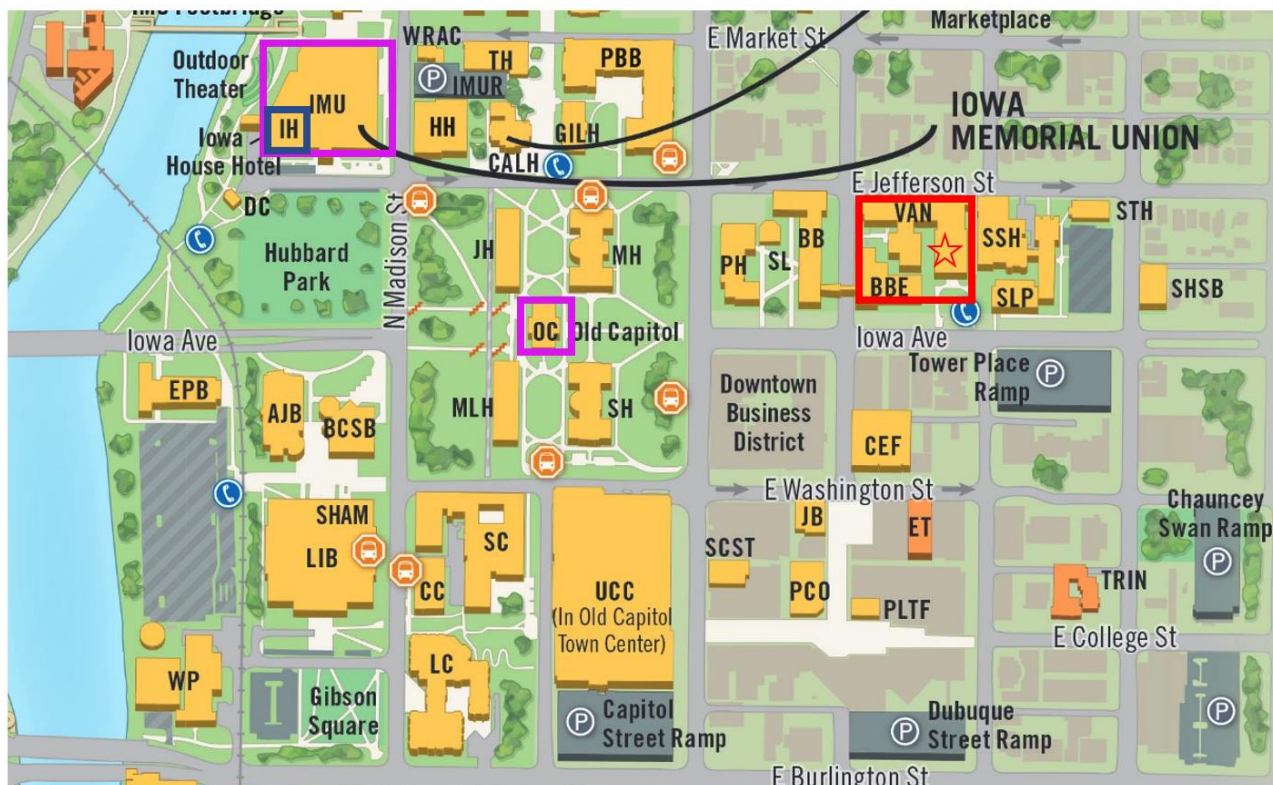 Marketplace
WRAC
E Market St
TH
PBB
Outdoor
Theater
P
IMUR
IMU
IOWA
MEMORIAL UNION
IH
HH
GILH
Iowa
House Hotel
CALH
E Jefferson St
DC
N Madison St
VAN
STH
JH
MH
BB
SSH
Hubbard
Park
PH
SL
BBE
SLP
SHSB
OC
Old Capitol
Iowa Ave
Iowa Ave
Tower Place
Ramp
P
EPB
AJB
BCSB
MLH
SH
Downtown
Business
District
CEF
E Washington St
Chauncey
Swan Ramp
SHAM
LIB
SC
JB
ET
SCST
P
CC
UCC
(In Old Capitol
Town Center)
PCO
PLTF
TRIN
E College St
WP
LC
Gibson
Square
P
Capitol
Street Ramp
P
Dubuque
Street Ramp
P
E Burlington St